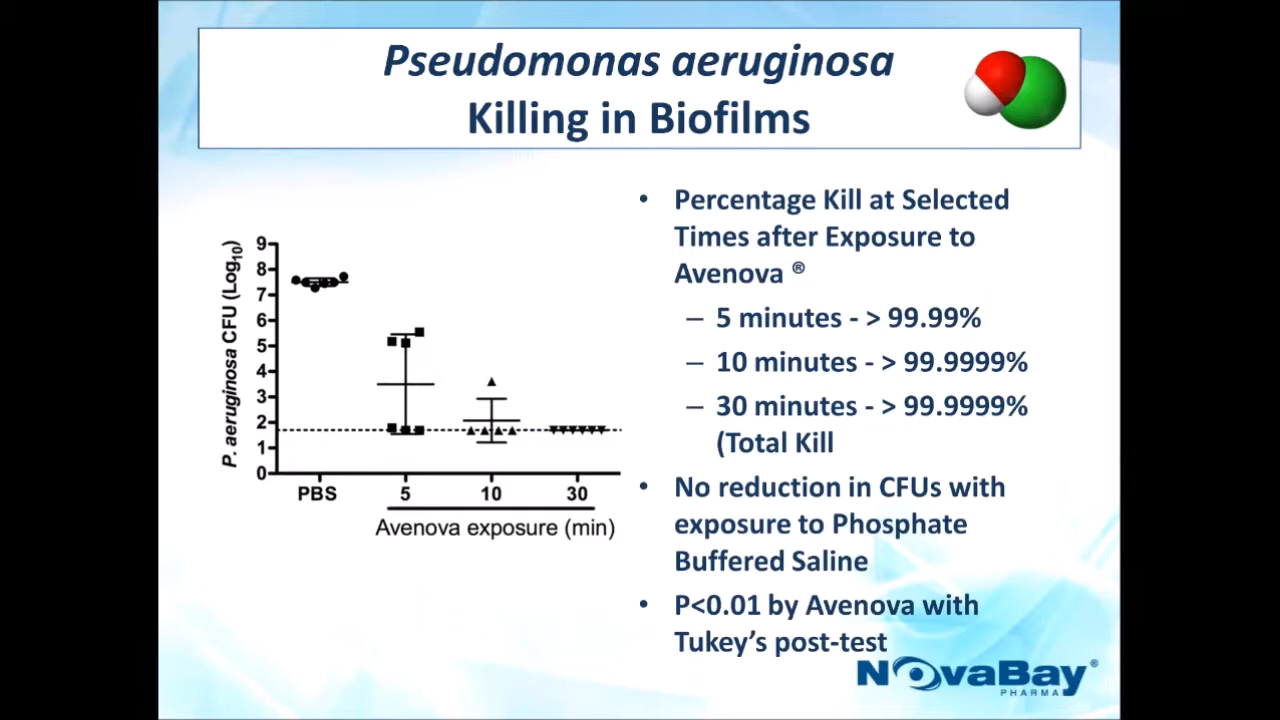 Pseudomonas aeruginosa
Killing in Biofilms
P. aeruginosa CFU (Log10)
9
8
7
6
5
4
3
2
1
0
PBS 5 10 30
Avenova exposure (min)
• Percentage Kill at Selected
Times after Exposure to
Avenova ®
– 5 minutes - > 99.99%
– 10 minutes - > 99.9999%
– 30 minutes - > 99.9999%
(Total Kill
• No reduction in CFUs with
exposure to Phosphate
Buffered Saline
• P<0.01 by Avenova with
Tukey’s post-test
NovaBay®
PHARMA